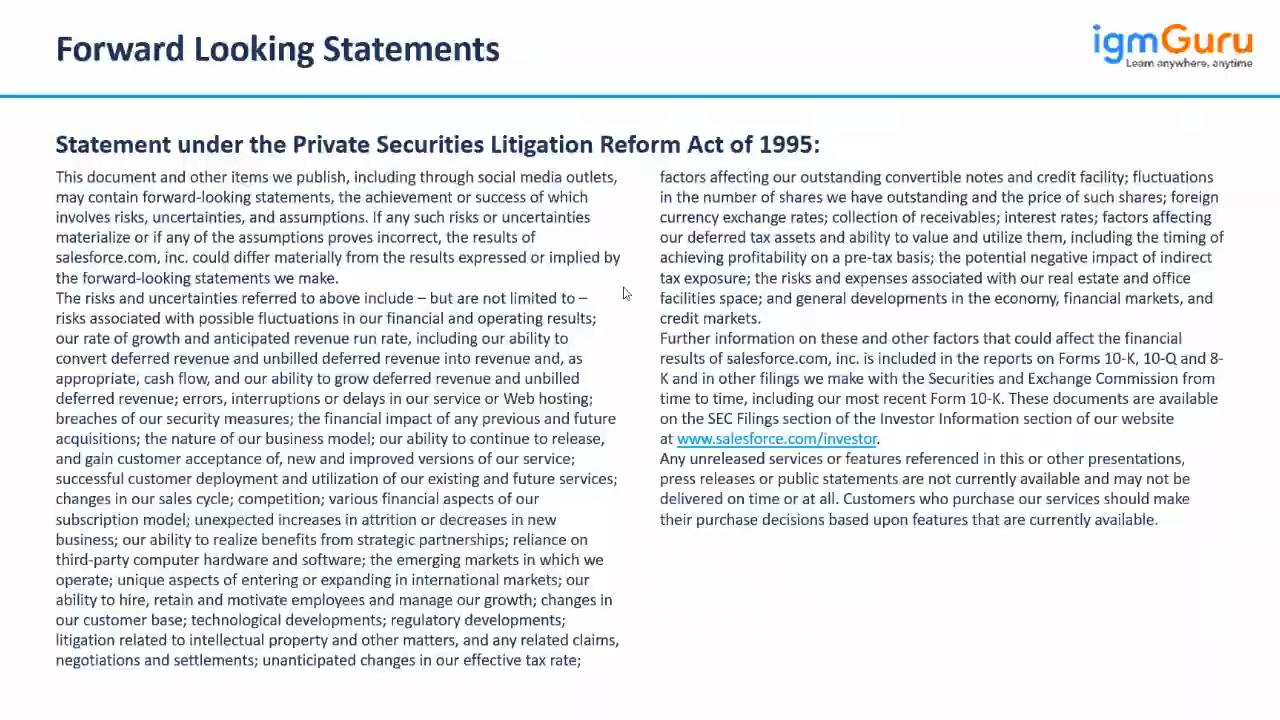 Forward Looking Statements
igmGuru
Learn anywhere, anytime
Statement under the Private Securities Litigation Reform Act of 1995:
This document and other items we publish, including through social media outlets,
may contain forward-looking statements, the achievement or success of which
involves risks, uncertainties, and assumptions. If any such risks or uncertainties
materialize or if any of the assumptions proves incorrect, the results of
salesforce.com, inc. could differ materially from the results expressed or implied by
the forward-looking statements we make.
The risks and uncertainties referred to above include – but are not limited to –
risks associated with possible fluctuations in our financial and operating results;
our rate of growth and anticipated revenue run rate, including our ability to
convert deferred revenue and unbilled deferred revenue into revenue and, as
appropriate, cash flow, and our ability to grow deferred revenue and unbilled
deferred revenue; errors, interruptions or delays in our service or Web hosting;
breaches of our security measures; the financial impact of any previous and future
acquisitions; the nature of our business model; our ability to continue to release,
and gain customer acceptance of, new and improved versions of our service;
successful customer deployment and utilization of our existing and future services;
changes in our sales cycle; competition; various financial aspects of our
subscription model; unexpected increases in attrition or decreases in new
business; our ability to realize benefits from strategic partnerships; reliance on
third-party computer hardware and software; the emerging markets in which we
operate; unique aspects of entering or expanding in international markets; our
ability to hire, retain and motivate employees and manage our growth; changes in
our customer base; technological developments; regulatory developments;
litigation related to intellectual property and other matters, and any related claims,
negotiations and settlements; unanticipated changes in our effective tax rate;
factors affecting our outstanding convertible notes and credit facility; fluctuations
in the number of shares we have outstanding and the price of such shares; foreign
currency exchange rates; collection of receivables; interest rates; factors affecting
our deferred tax assets and ability to value and utilize them, including the timing of
achieving profitability on a pre-tax basis; the potential negative impact of indirect
tax exposure; the risks and expenses associated with our real estate and office
facilities space; and general developments in the economy, financial markets, and
credit markets.
Further information on these and other factors that could affect the financial
results of salesforce.com, inc. is included in the reports on Forms 10-K, 10-Q and 8-
K and in other filings we make with the Securities and Exchange Commission from
time to time, including our most recent Form 10-K. These documents are available
on the SEC Filings section of the Investor Information section of our website
at www.salesforce.com/investor.
Any unreleased services or features referenced in this or other presentations,
press releases or public statements are not currently available and may not be
delivered on time or at all. Customers who purchase our services should make
their purchase decisions based upon features that are currently available.